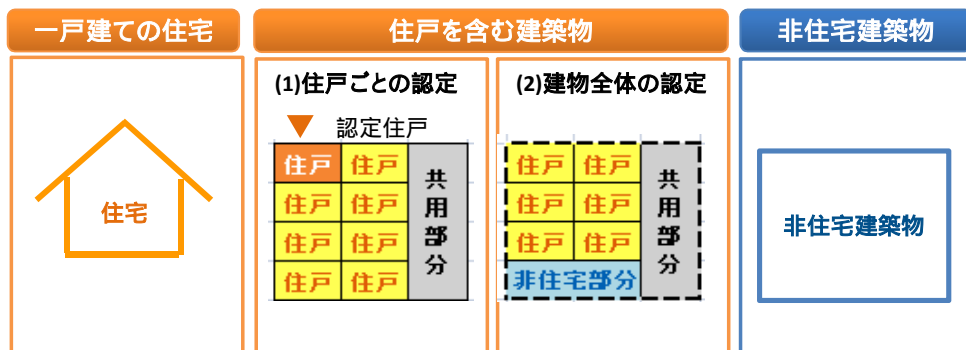 一戸建ての住宅
住宅
住戸を含む建築物
(1)住戸ごとの認定
認定住戸
住戸 住戸
住戸 住戸
住戸 住戸
住戸 住戸
共用部分
(2)建物全体の認定
住戸 住戸
住戸 住戸
住戸 住戸
非住宅部分
共用部分
非住宅建築物
非住宅建築物